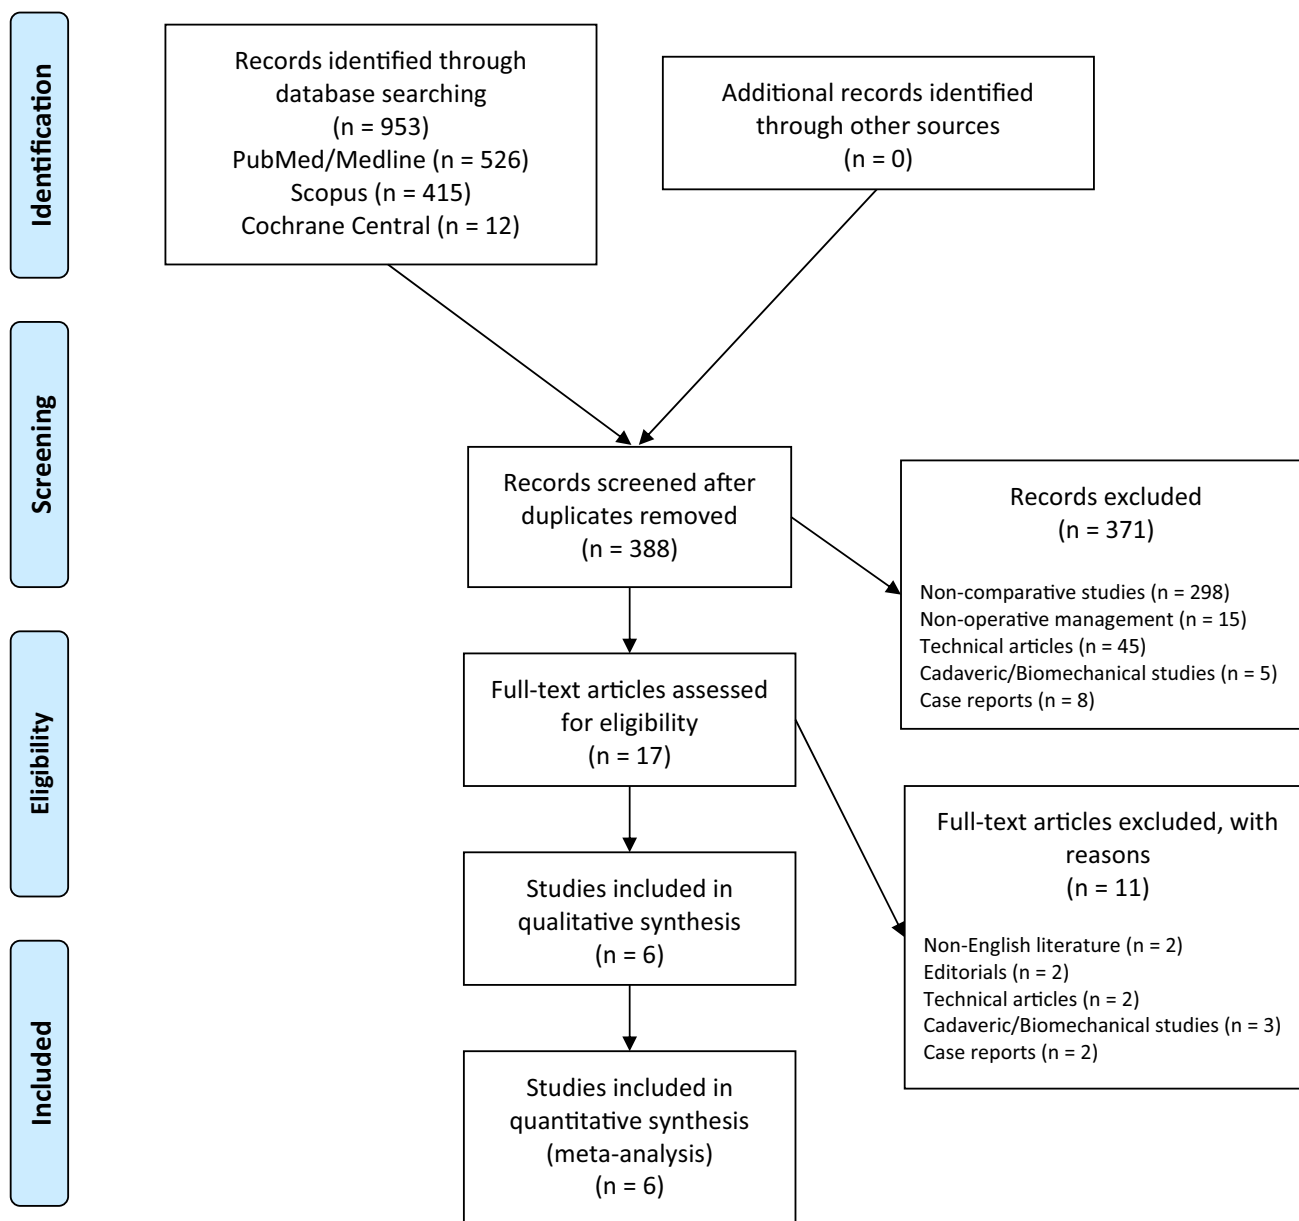 Identification
Records identified through
database searching
(n = 953)
PubMed/Medline (n = 526)
Scopus (n = 415)
Cochrane Central (n = 12)
Additional records identified
through other sources
(n = 0)
Screening
Records screened after
duplicates removed
(n = 388)
Records excluded
(n = 371)
Non-comparative studies (n = 298)
Non-operative management (n = 15)
Technical articles (n = 45)
Cadaveric/Biomechanical studies (n = 5)
Case reports (n = 8)
Eligibility
Full-text articles assessed
for eligibility
(n = 17)
Full-text articles excluded, with
reasons
(n = 11)
Non-English literature (n = 2)
Editorials (n = 2)
Technical articles (n = 2)
Cadaveric/Biomechanical studies (n = 3)
Case reports (n = 2)
Studies included in
qualitative synthesis
(n = 6)
Included
Studies included in
quantitative synthesis
(meta-analysis)
(n = 6)